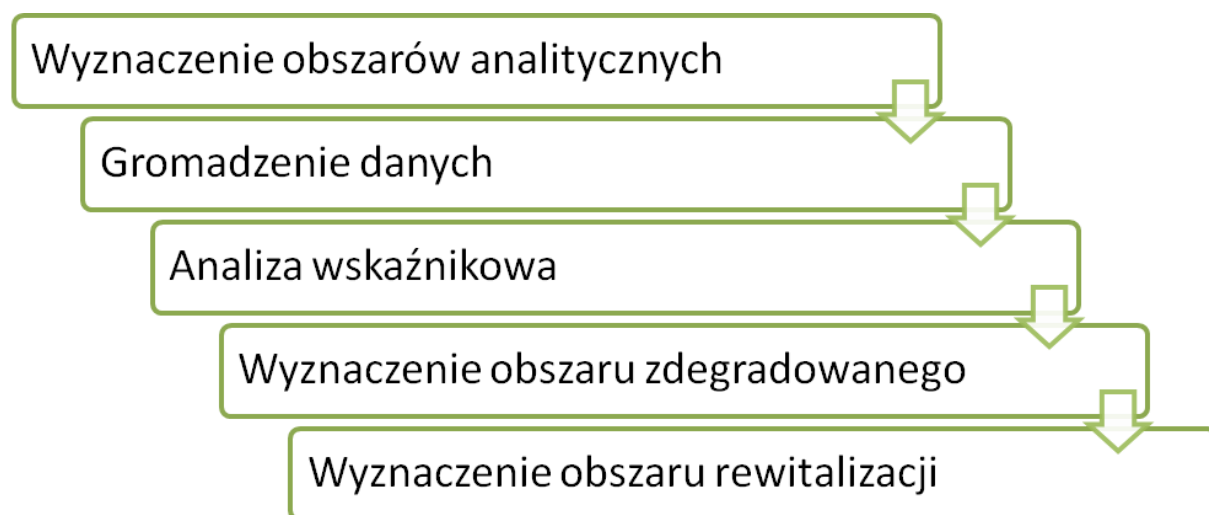 Wyznaczenie obszarów analitycznych
Gromadzenie danych
Analiza wskaźnikowa
Wyznaczenie obszaru zdegradowanego
Wyznaczenie obszaru rewitalizacji